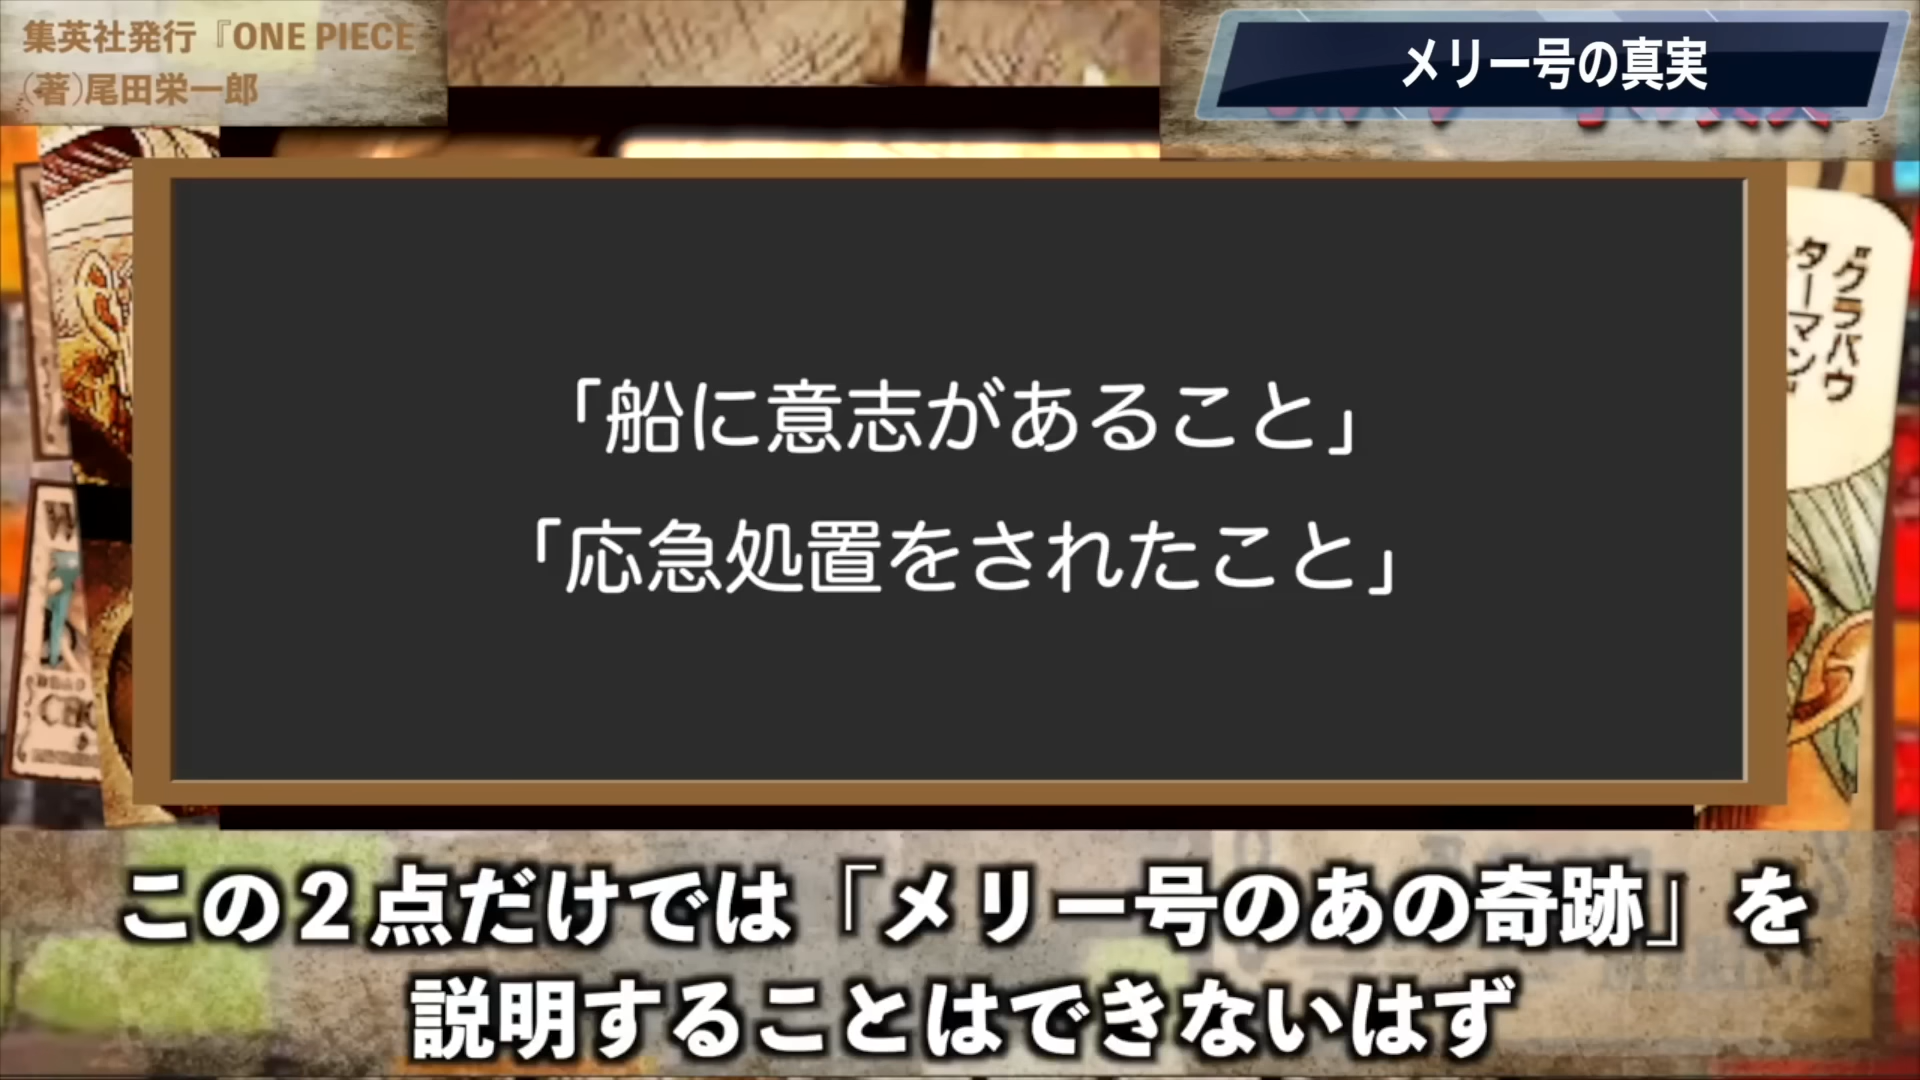 集英社発行『ONE PIECE
(著)尾田栄一郎
メリー号の真実
「船に意志があること」
「応急処置をされたこと」
“グラバウ
ターマン”
この２点だけでは『メリー号のあの奇跡』を
説明することはできないはず